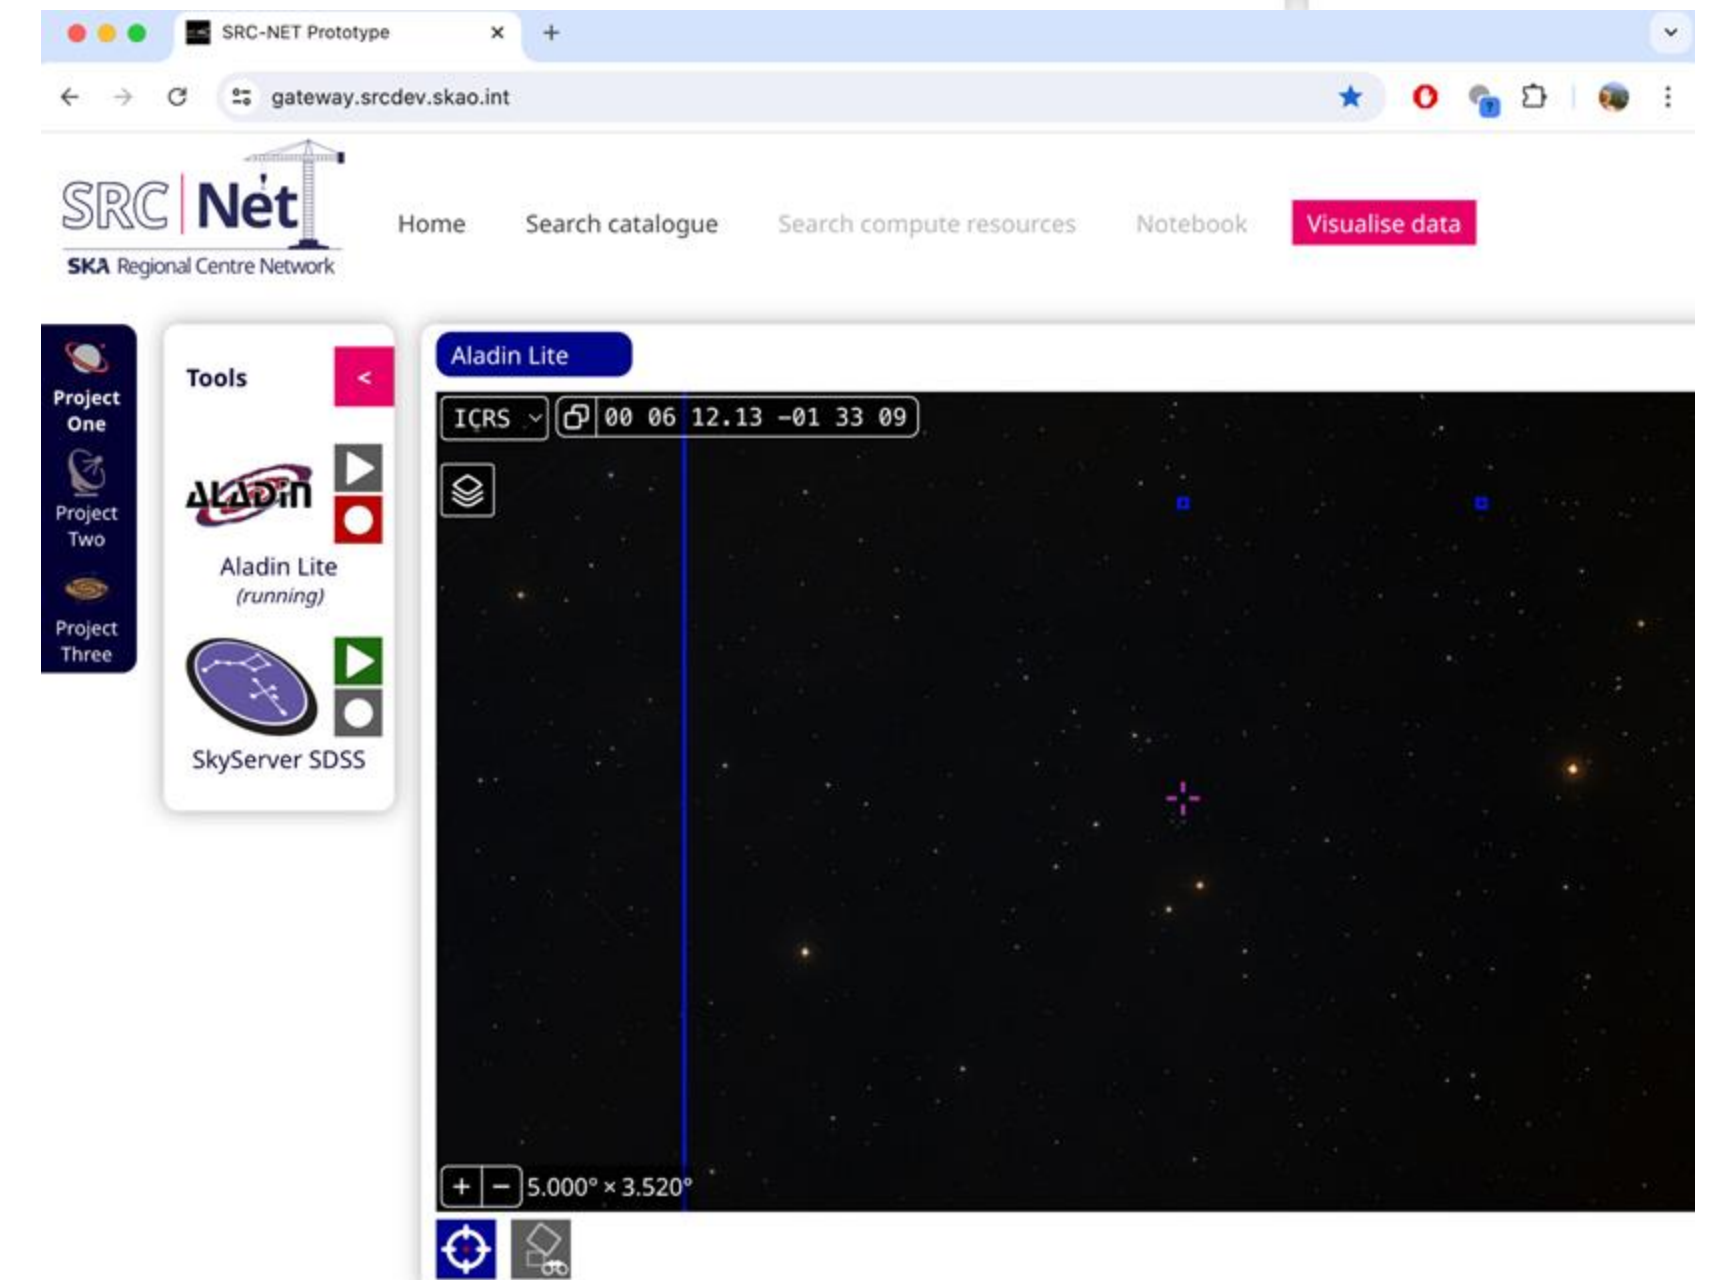 SRC-NET Prototype
gateway.srcdev.skao.int
SRC Net
SKA Regional Centre Network
Home
Search catalogue
Search compute resources
Notebook
Visualise data
Project
One
Project
Two
Project
Three
Tools
<
ALADIN
Aladin Lite
(running)
SkyServer SDSS
Aladin Lite
ICRS
00 06 12.13 -01 33 09
+ − 5.000° × 3.520°